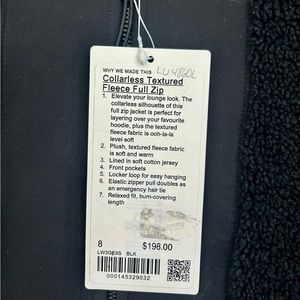 WHY WE MADE THIS
Collarless Textured
Fleece Full Zip
1. Elevate your lounge look. The
collarless silhouette of this
full zip jacket is perfect for
layering over your favourite
hoodie, plus the textured
fleece fabric is ooh-la-la
level soft
2. Plush, textured fleece fabric
is soft and warm
3. Lined in soft cotton jersey
4. Front pockets
5. Locker loop for easy hanging
6. Elastic zipper pull doubles as
an emergency hair tie
7. Relaxed fit, bum-covering
length
8
$198.00
BLK
000145329032